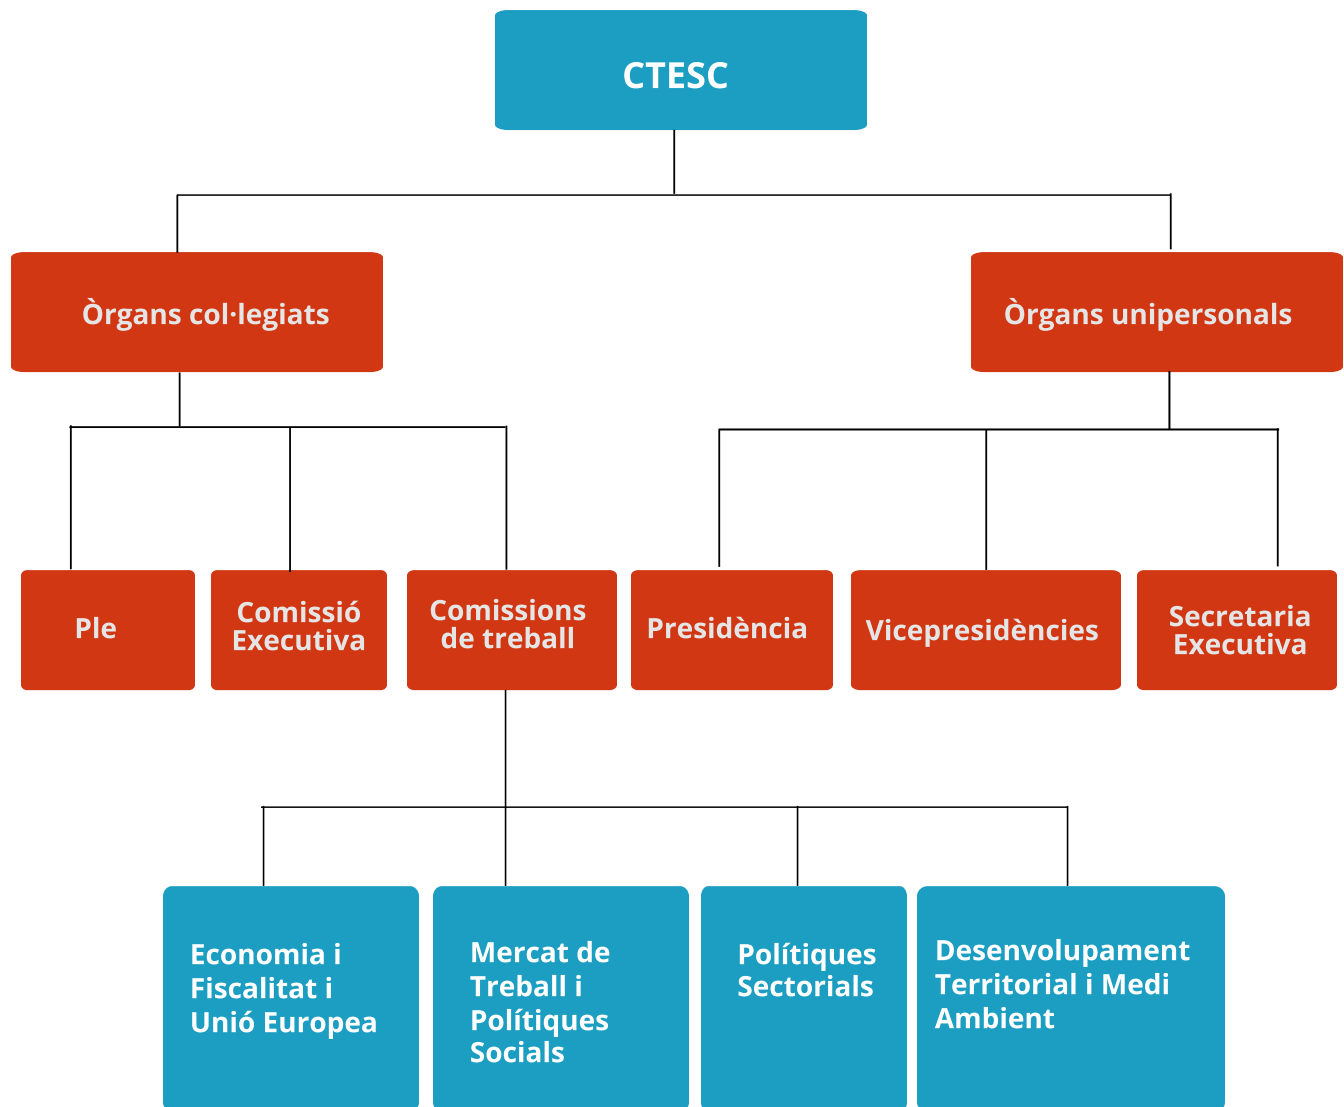 CTESC
Òrgans col·legiats
Òrgans unipersonals
Ple
Comissió
Executiva
Comissions
de treball
Presidència
Vicepresidències
Secretaria
Executiva
Economia i
Fiscalitat i
Unió Europea
Mercat de
Treball i
Polítiques
Socials
Polítiques
Sectorials
Desenvolupament
Territorial i Medi
Ambient